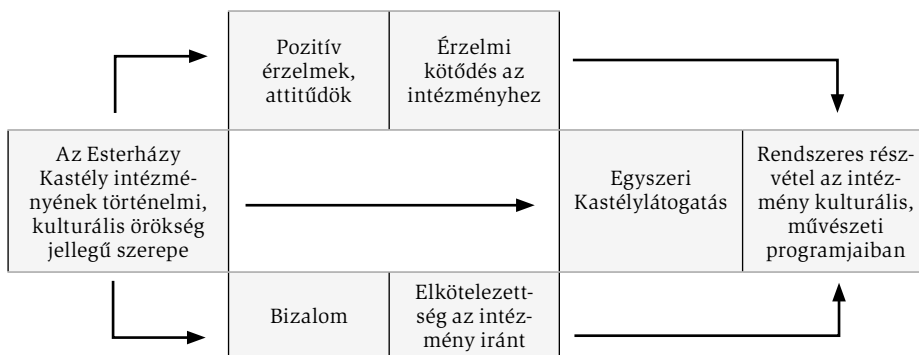 Pozitív
érzelmek,
attitűdök
Érzelmi
kötődés az
intézményhez
Az Esterházy
Kastély intézmé-
nyének történelmi,
kulturális örökség
jellegű szerepe
Egyszeri
Kastélylátogatás
Rendszeres rész-
vétel az intéz-
mény kulturális,
művészeti
programjaiban
Bizalom
Elkötelezett-
ség az intéz-
mény iránt